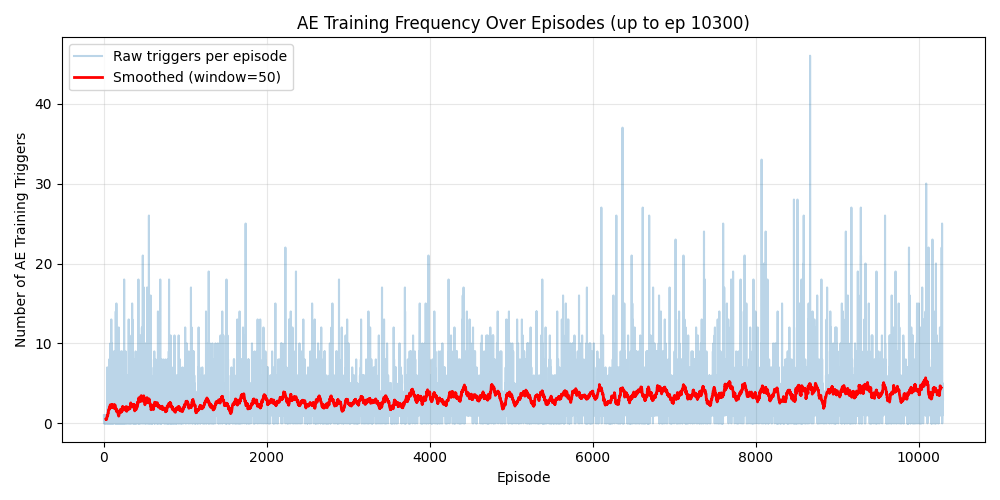 AE Training Frequency Over Episodes (up to ep 10300)
Raw triggers per episode
Smoothed (window=50)
Number of AE Training Triggers
40
30
20
10
0
0 2000 4000 6000 8000 10000
Episode